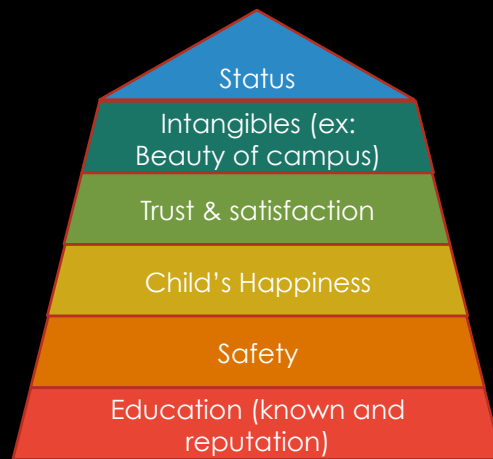 Status
Intangibles (ex:
Beauty of campus)
Trust & satisfaction
Child’s Happiness
Safety
Education (known and
reputation)